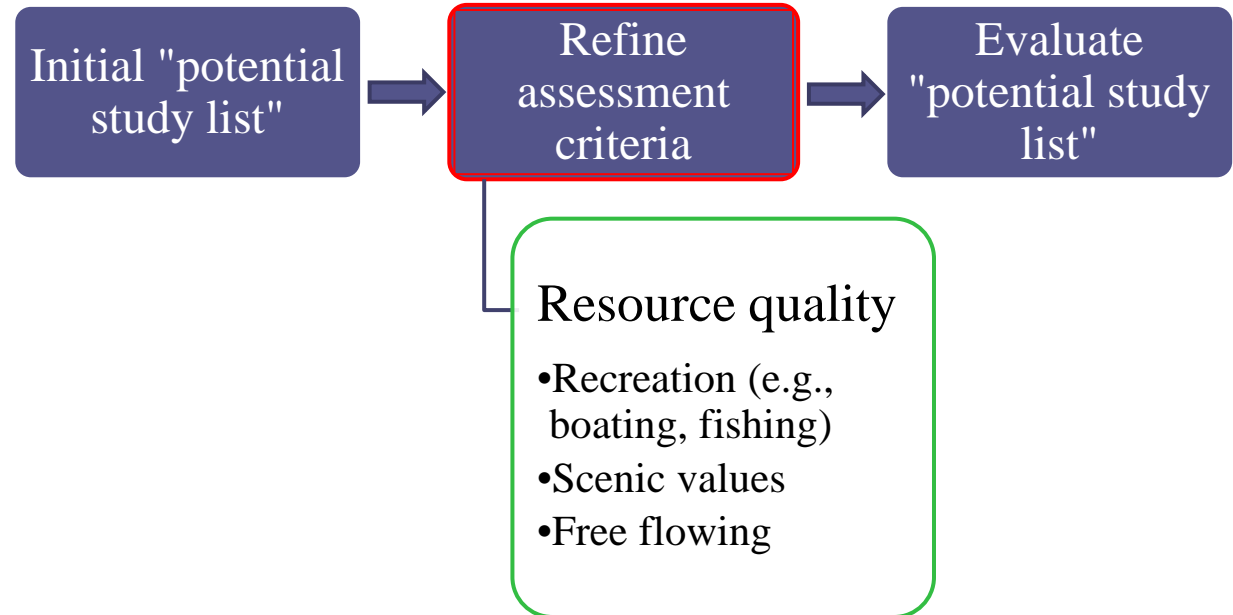 Initial "potential
study list"
Refine
assessment
criteria
Evaluate
"potential study
list"
Resource quality
•Recreation (e.g.,
boating, fishing)
•Scenic values
•Free flowing